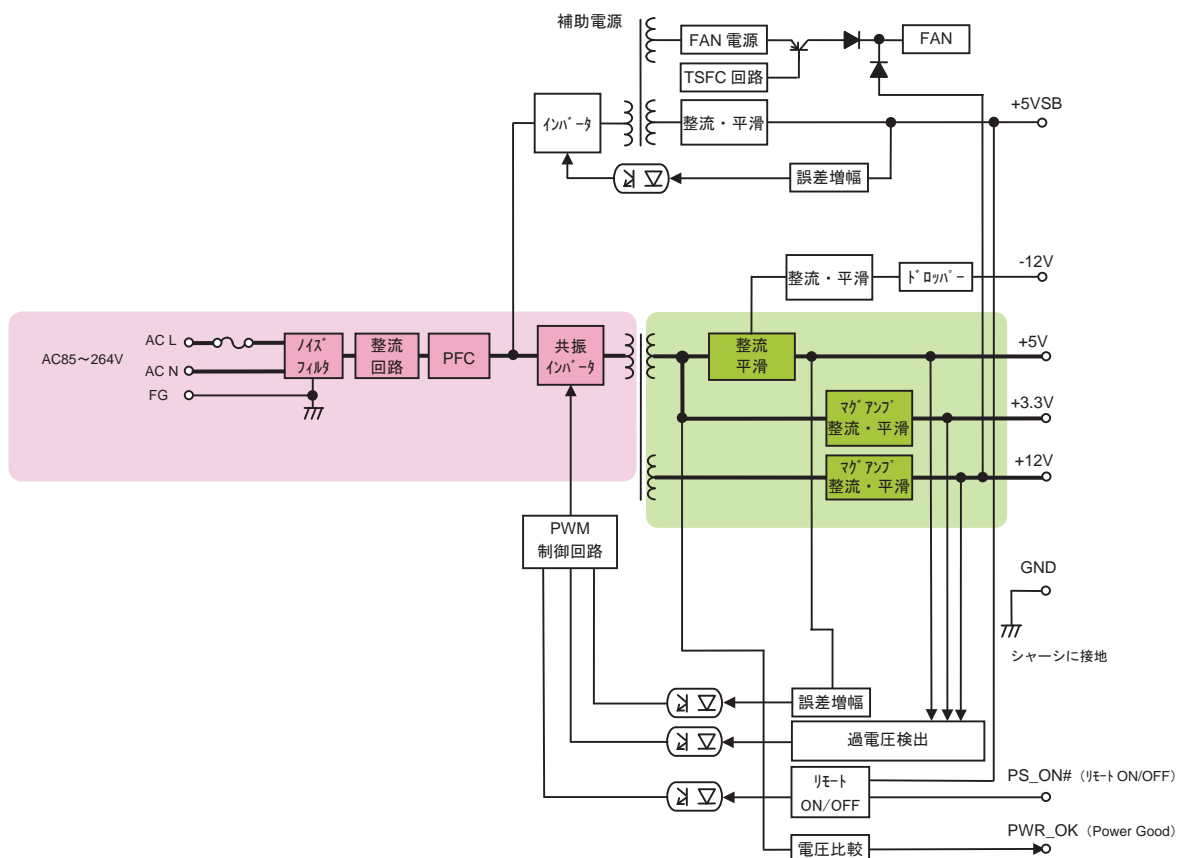 補助電源
FAN 電源
FAN
TSFC 回路
+5VSB
ｲﾝﾊﾞｰﾀ
整流・平滑
誤差増幅
-12V
整流・平滑
ﾄﾞﾛｯﾊﾟｰ
AC85～264V
AC L
AC N
FG
ﾉｲｽﾞ
ﾌｨﾙﾀ
整流
回路
PFC
共振
ｲﾝﾊﾞｰﾀ
整流
平滑
+5V
ﾏｸﾞｱﾝﾌﾟ
整流・平滑
+3.3V
ﾏｸﾞｱﾝﾌﾟ
整流・平滑
+12V
PWM
制御回路
GND
シャーシに接地
誤差増幅
過電圧検出
ﾘﾓｰﾄ
ON/OFF
PS_ON#（ﾘﾓｰﾄ ON/OFF）
電圧比較
PWR_OK（Power Good）